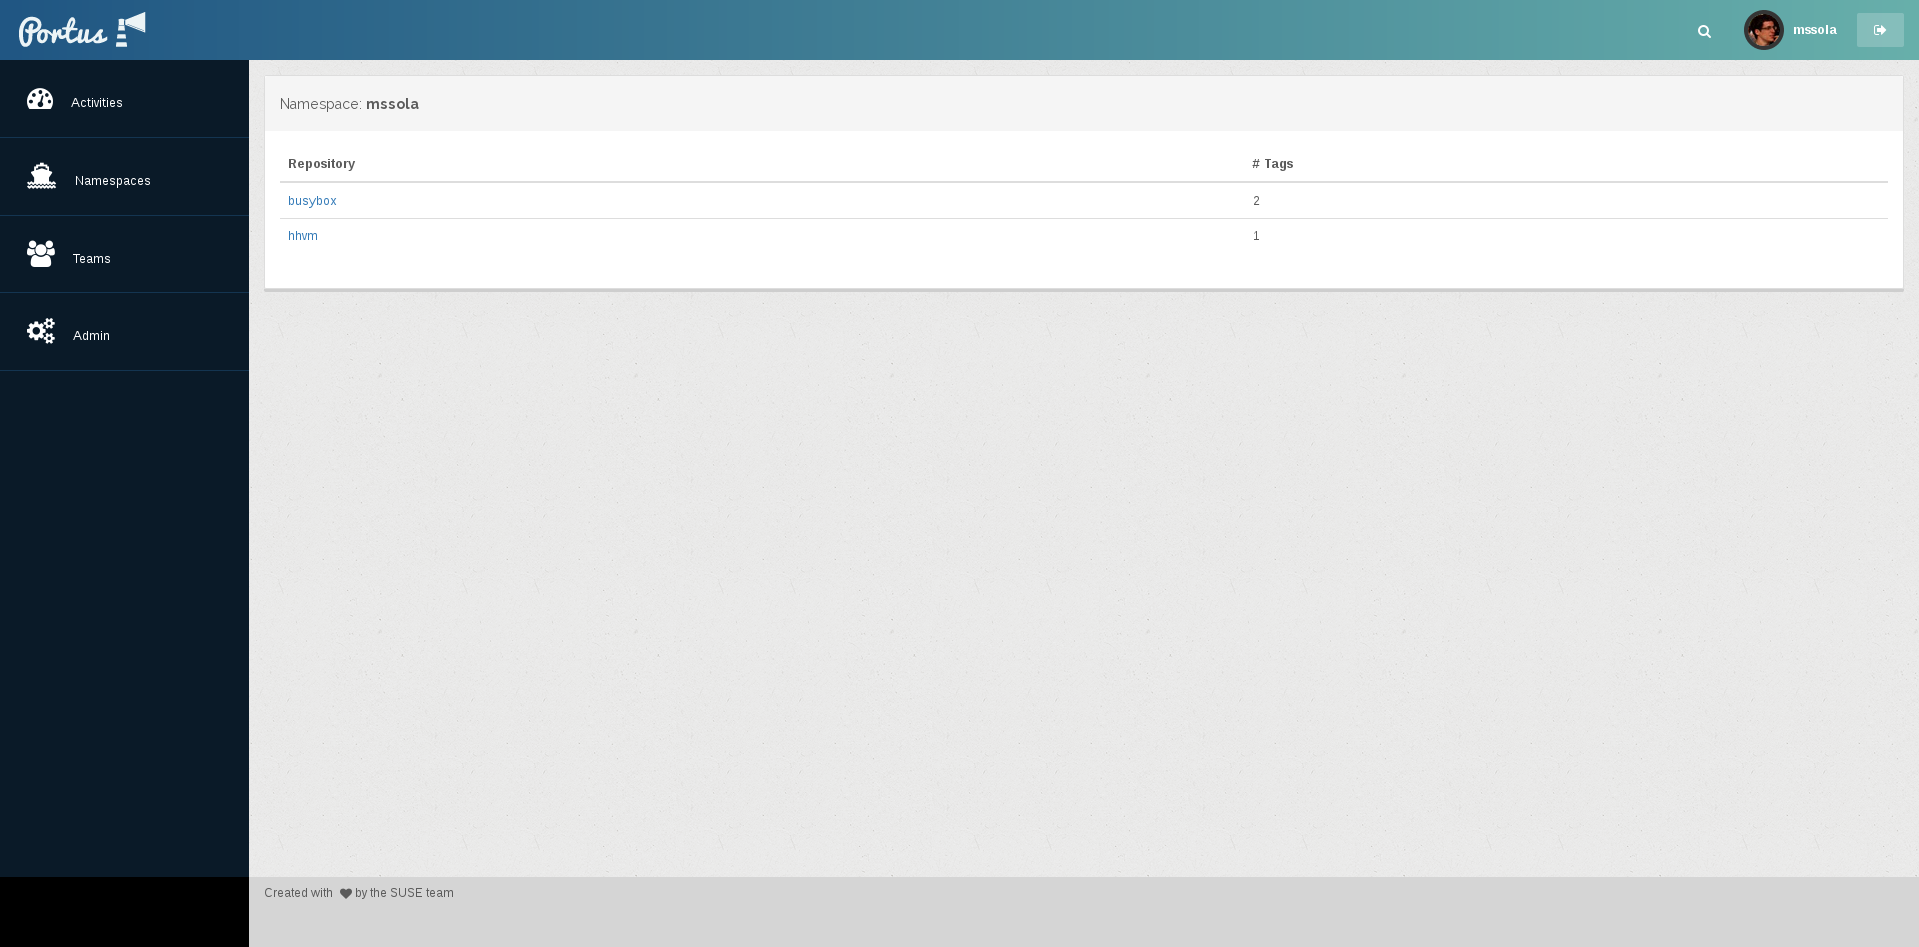 Portus
mssola
Activities
Namespaces
Teams
Admin
Namespace: mssola
Repository # Tags
busybox 2
hhvm 1
Created with by the SUSE team